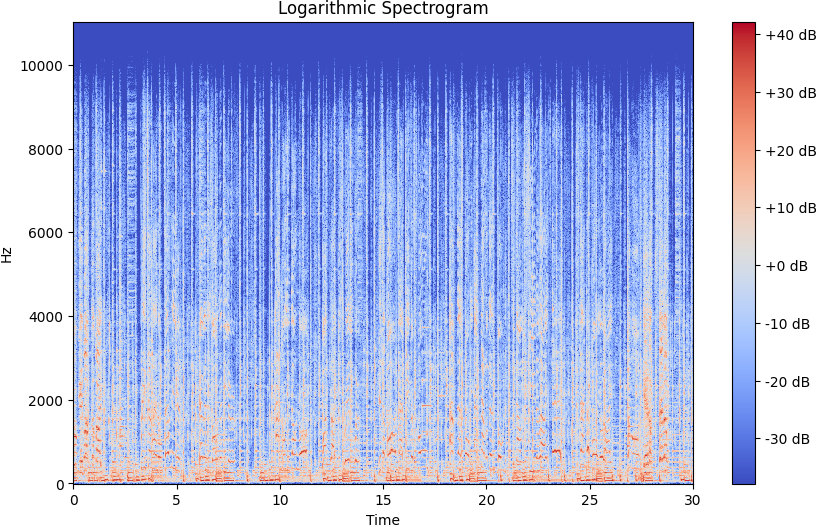 Logarithmic Spectrogram
Hz
10000
8000
6000
4000
2000
0
0 5 10 15 20 25 30
Time
+40 dB
+30 dB
+20 dB
+10 dB
+0 dB
-10 dB
-20 dB
-30 dB